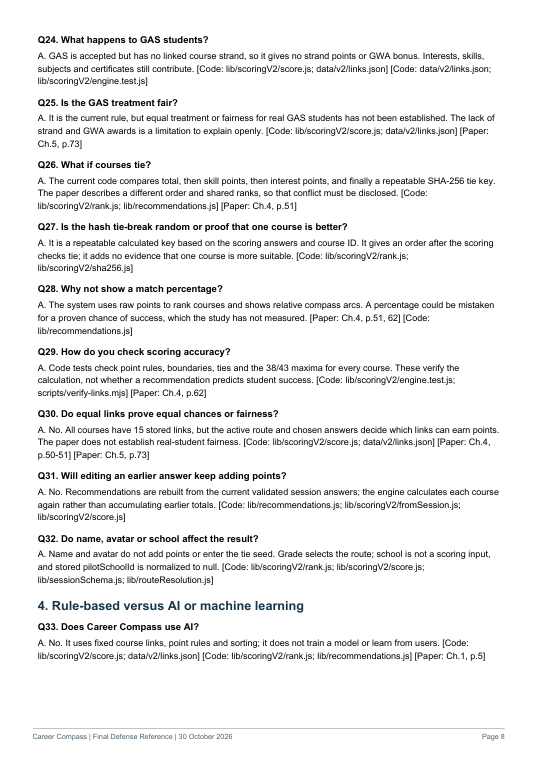 Q24. What happens to GAS students?
A. GAS is accepted but has no linked course strand, so it gives no strand points or GWA bonus. Interests, skills,
subjects and certificates still contribute. [Code: lib/scoringV2/score.js; data/v2/links.json] [Code: data/v2/links.json;
lib/scoringV2/engine.test.js]
Q25. Is the GAS treatment fair?
A. It is the current rule, but equal treatment or fairness for real GAS students has not been established. The lack of
strand and GWA awards is a limitation to explain openly. [Code: lib/scoringV2/score.js; data/v2/links.json] [Paper:
Ch.5, p.73]
Q26. What if courses tie?
A. The current code compares total, then skill points, then interest points, and finally a repeatable SHA-256 tie key.
The paper describes a different order and shared ranks, so that conflict must be disclosed. [Code:
lib/scoringV2/rank.js; lib/recommendations.js] [Paper: Ch.4, p.51]
Q27. Is the hash tie-break random or proof that one course is better?
A. It is a repeatable calculated key based on the scoring answers and course ID. It gives an order after the scoring
checks tie; it adds no evidence that one course is more suitable. [Code: lib/scoringV2/rank.js;
lib/scoringV2/sha256.js]
Q28. Why not show a match percentage?
A. The system uses raw points to rank courses and shows relative compass arcs. A percentage could be mistaken
for a proven chance of success, which the study has not measured. [Paper: Ch.4, p.51, 62] [Code:
lib/recommendations.js]
Q29. How do you check scoring accuracy?
A. Code tests check point rules, boundaries, ties and the 38/43 maxima for every course. These verify the
calculation, not whether a recommendation predicts student success. [Code: lib/scoringV2/engine.test.js;
scripts/verify-links.mjs] [Paper: Ch.4, p.62]
Q30. Do equal links prove equal chances or fairness?
A. No. All courses have 15 stored links, but the active route and chosen answers decide which links can earn points.
The paper does not establish real-student fairness. [Code: lib/scoringV2/score.js; data/v2/links.json] [Paper: Ch.4,
p.50-51] [Paper: Ch.5, p.73]
Q31. Will editing an earlier answer keep adding points?
A. No. Recommendations are rebuilt from the current validated session answers; the engine calculates each course
again rather than accumulating earlier totals. [Code: lib/recommendations.js; lib/scoringV2/fromSession.js;
lib/scoringV2/score.js]
Q32. Do name, avatar or school affect the result?
A. Name and avatar do not add points or enter the tie seed. Grade selects the route; school is not a scoring input,
and stored pilotSchoolId is normalized to null. [Code: lib/scoringV2/rank.js; lib/scoringV2/score.js;
lib/sessionSchema.js; lib/routeResolution.js]
4. Rule-based versus AI or machine learning
Q33. Does Career Compass use AI?
A. No. It uses fixed course links, point rules and sorting; it does not train a model or learn from users. [Code:
lib/scoringV2/score.js; data/v2/links.json] [Code: lib/scoringV2/rank.js; lib/recommendations.js] [Paper: Ch.1, p.5]
Career Compass | Final Defense Reference | 30 October 2026
Page 8